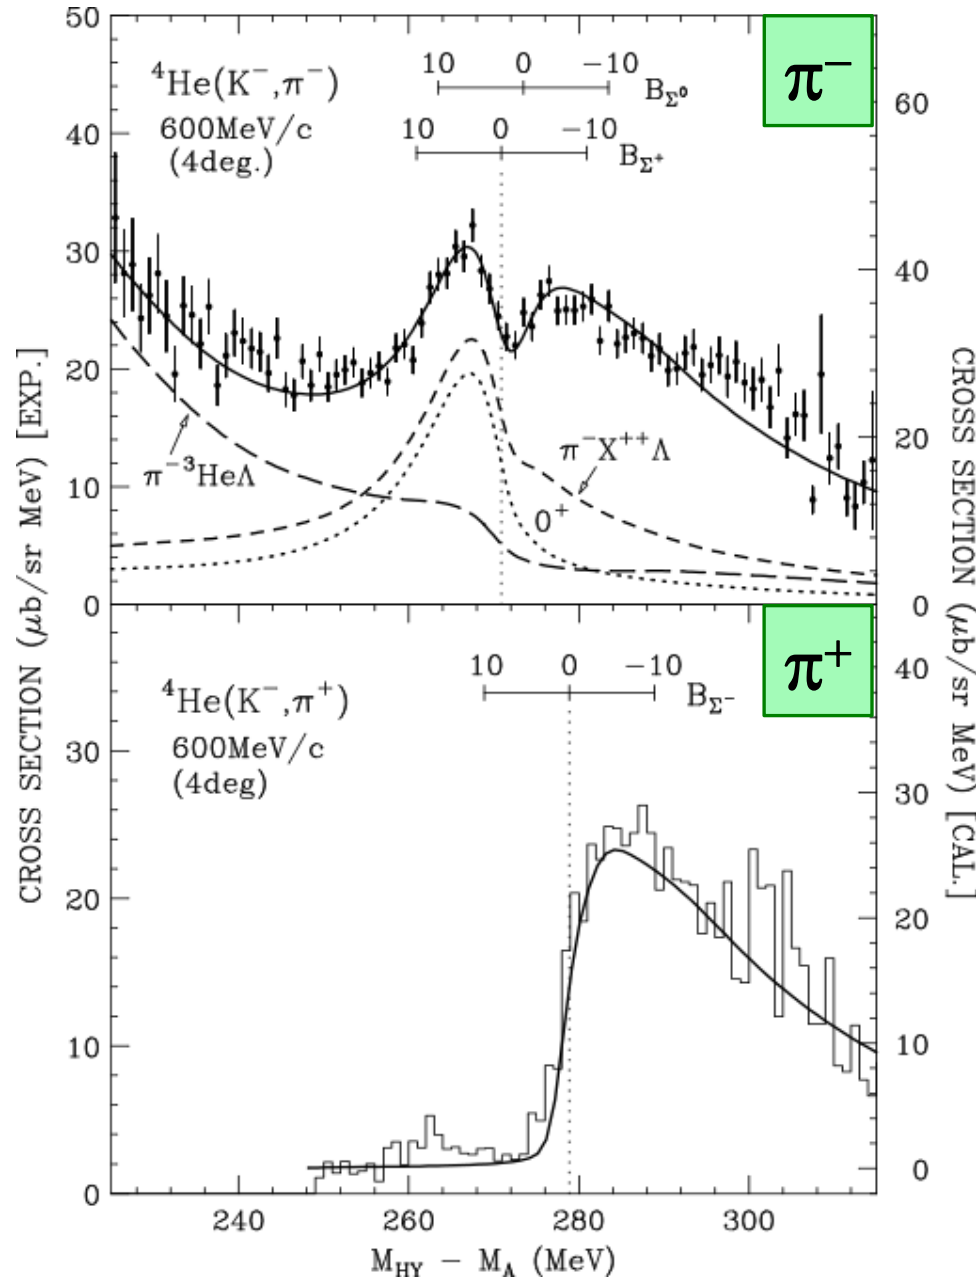 50
40
30
20
10
0
60
40
20
0
⁴He(K⁻,π⁻)
600MeV/c
(4deg.)
10 0 −10
B_Σ⁰
10 0 −10
B_Σ⁺
π⁻
π⁻³HeΛ
π⁻X⁺⁺Λ
0⁺
CROSS SECTION (μb/sr MeV) [EXP.]
CROSS SECTION (μb/sr MeV) [CAL.]
30
20
10
0
40
30
20
10
0
⁴He(K⁻,π⁺)
600MeV/c
(4deg)
10 0 −10
B_Σ⁻
π⁺
240 260 280 300
M_HY − M_A (MeV)